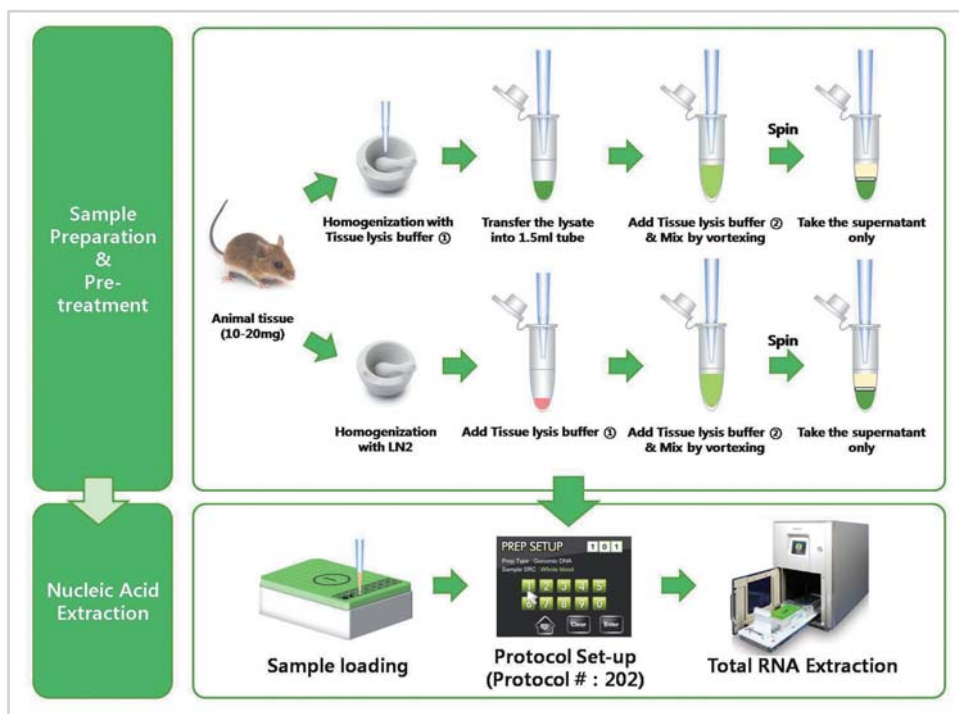 Sample
Preparation
&
Pre-
treatment
Animal tissue
(10-20mg)
Homogenization with
Tissue lysis buffer ①
Transfer the lysate
into 1.5ml tube
Add Tissue lysis buffer ②
& Mix by vortexing
Spin
Take the supernatant
only
Homogenization
with LN2
Add Tissue lysis buffer ①
Add Tissue lysis buffer ②
& Mix by vortexing
Spin
Take the supernatant
only
Nucleic Acid
Extraction
Sample loading
PREP SETUP 1 0 1
Prep Type : Genomic DNA
Sample SRC : Whole blood
1 2 3 4 5
6 7 8 9 0
Clear Enter
Protocol Set-up
(Protocol # : 202)
Total RNA Extraction